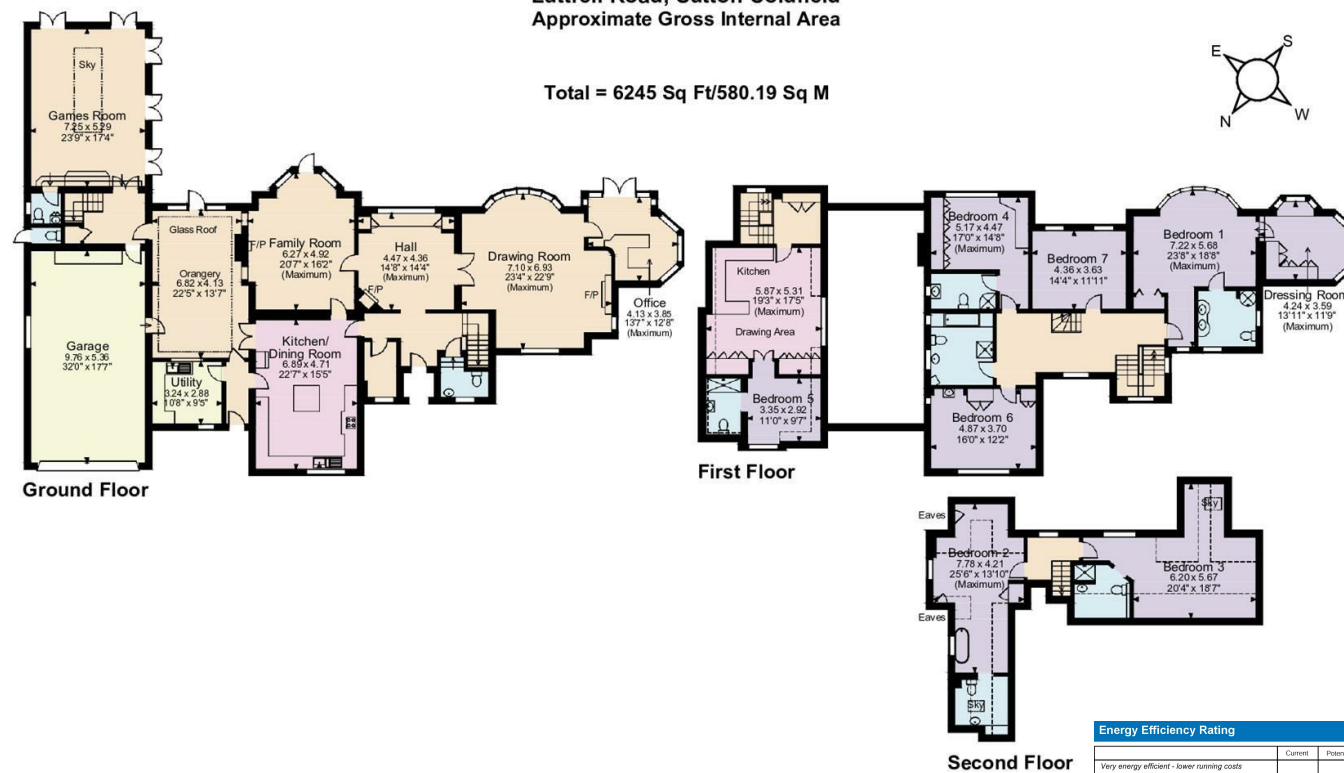 Approximate Gross Internal Area
Total = 6245 Sq Ft/580.19 Sq M
E
S
N
W
Sky
Games Room
7.25 x 5.29
23'9" x 17'4"
Glass Roof
Orangery
6.82 x 4.13
22'5" x 13'7"
F/P
Family Room
6.27 x 4.92
20'7" x 16'2"
(Maximum)
Hall
4.47 x 4.36
14'8" x 14'4"
(Maximum)
F/P
Drawing Room
7.10 x 6.93
23'4" x 22'9"
(Maximum)
F/P
Office
4.13 x 3.85
13'7" x 12'8"
(Maximum)
Garage
9.76 x 5.36
32'0" x 17'7"
Utility
3.24 x 2.88
10'8" x 9'5"
Kitchen/
Dining Room
6.89 x 4.71
22'7" x 15'5"
Ground Floor
Kitchen
5.87 x 5.31
19'3" x 17'5"
(Maximum)
Drawing Area
Bedroom 5
3.35 x 2.92
11'0" x 9'7"
First Floor
Bedroom 4
5.17 x 4.47
17'0" x 14'8"
(Maximum)
Bedroom 7
4.36 x 3.63
14'4" x 11'11"
Bedroom 1
7.22 x 5.68
23'8" x 18'8"
(Maximum)
Dressing Room
4.24 x 3.59
13'11" x 11'9"
(Maximum)
Bedroom 6
4.87 x 3.70
16'0" x 12'2"
Eaves
Bedroom 2
7.78 x 4.21
25'6" x 13'10"
(Maximum)
Eaves
Sky
Sky
Bedroom 3
6.20 x 5.67
20'4" x 18'7"
Second Floor
Energy Efficiency Rating
Current Poten
Very energy efficient - lower running costs